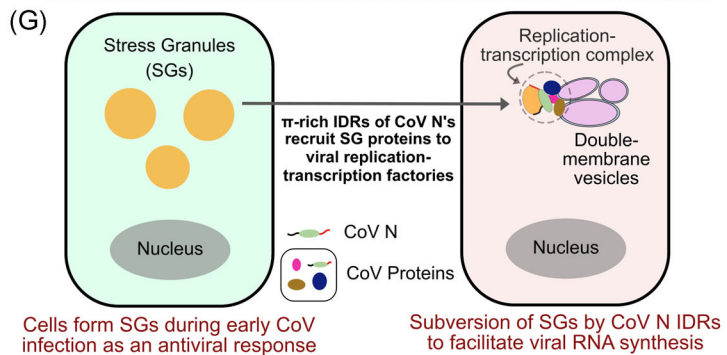 (G)
Stress Granules
(SGs)
Nucleus
π-rich IDRs of CoV N's
recruit SG proteins to
viral replication-
transcription factories
CoV N
CoV Proteins
Replication-
transcription complex
Double-
membrane
vesicles
Nucleus
Cells form SGs during early CoV
infection as an antiviral response
Subversion of SGs by CoV N IDRs
to facilitate viral RNA synthesis